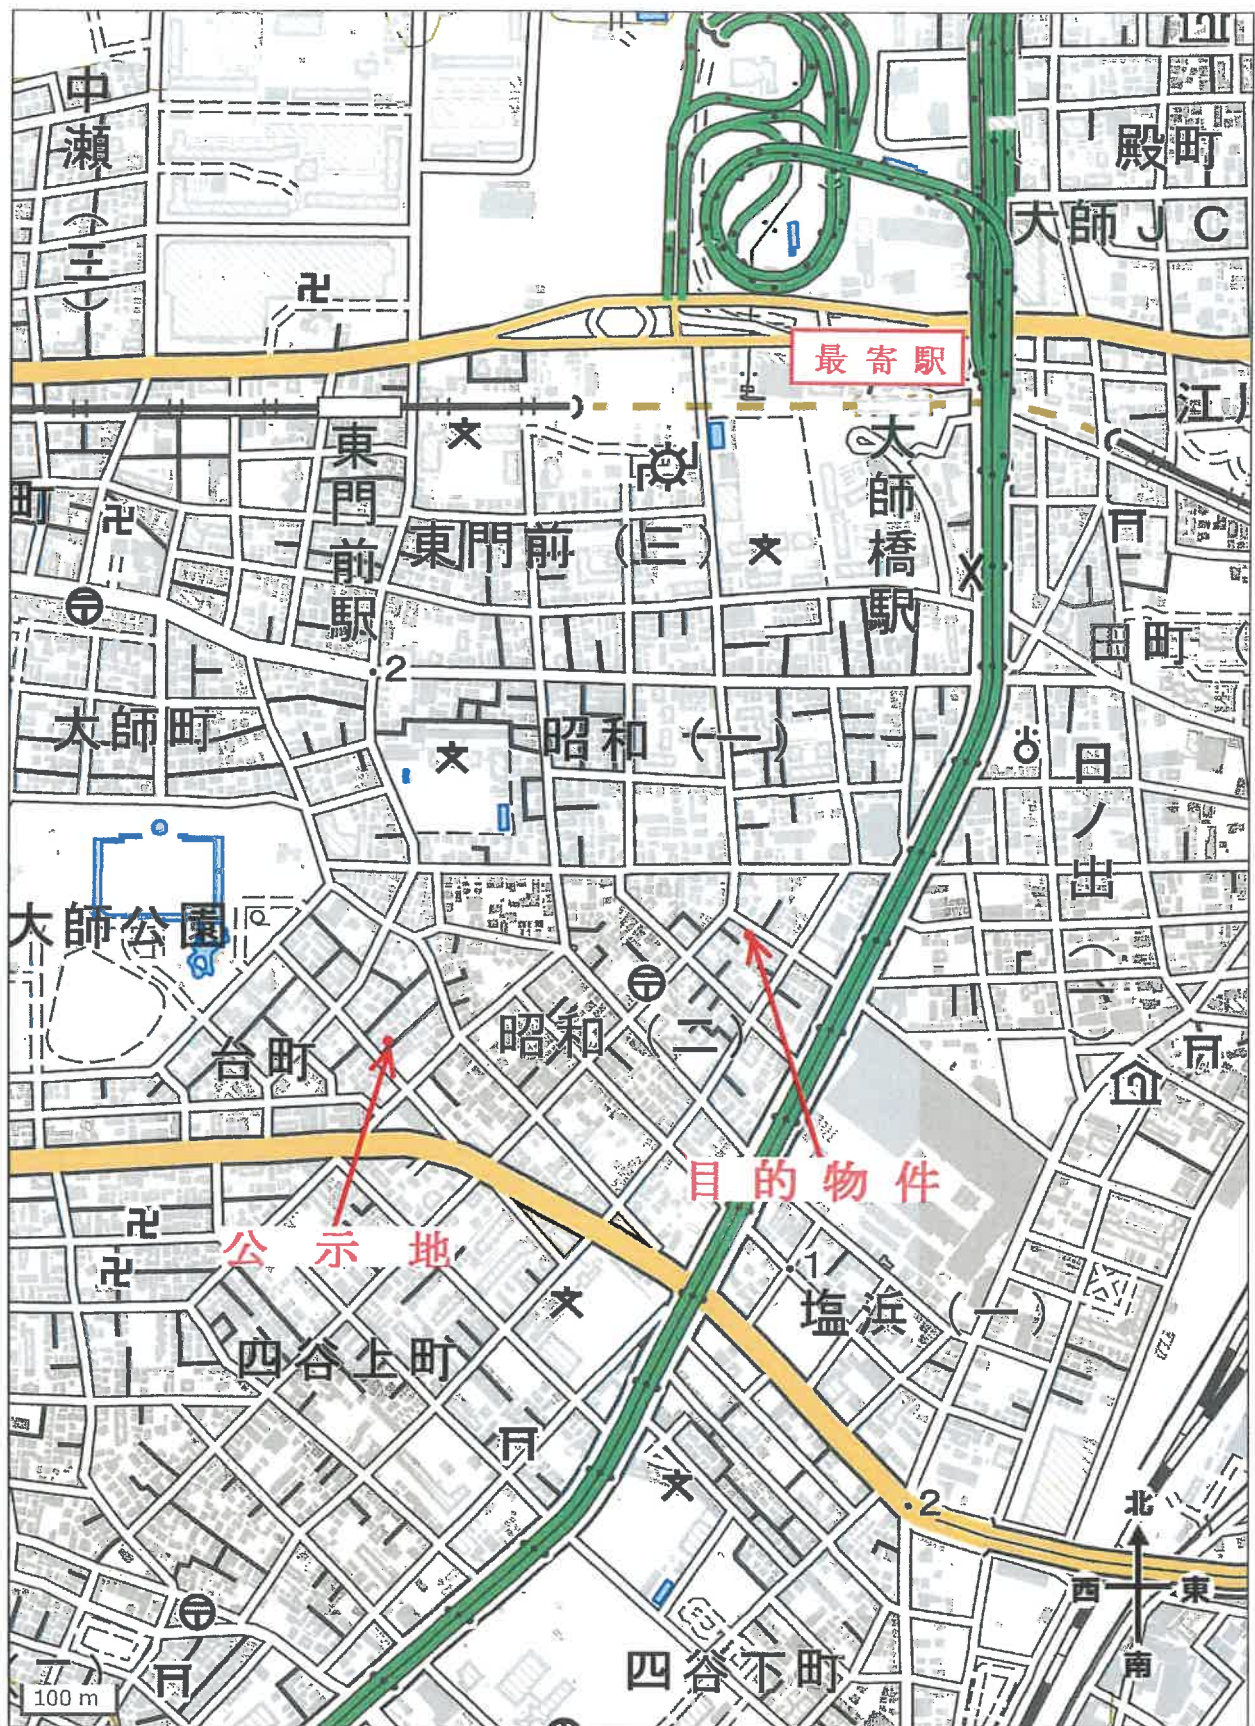 中瀬(三)
殿町
大師JC
最寄駅
東門前駅
大師橋駅
東門前(三)
町
田町(
2
大師町
昭和(一)
日ノ出(二)
大師公園
昭和(二)
台町
目的物件
公示地
1
塩浜(一)
四谷上町
2
北
西
東
南
四谷下町
100 m